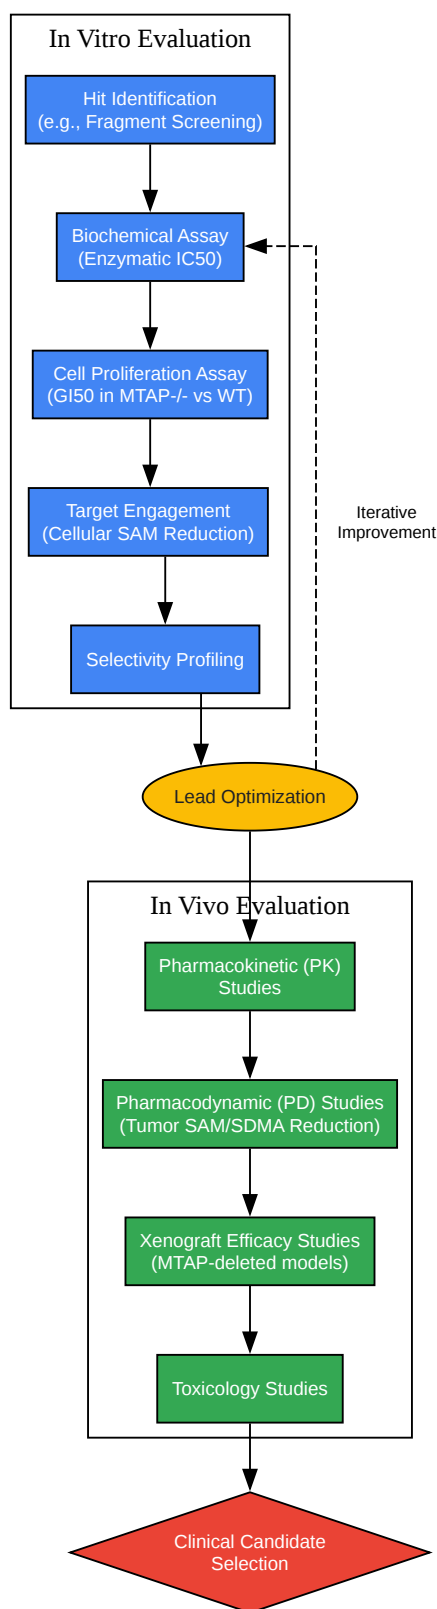 In Vitro Evaluation
Hit Identification
(e.g., Fragment Screening)
Biochemical Assay
(Enzymatic IC50)
Cell Proliferation Assay
(GI50 in MTAP-/- vs WT)
Target Engagement
(Cellular SAM Reduction)
Iterative
Improvement
Selectivity Profiling
Lead Optimization
In Vivo Evaluation
Pharmacokinetic (PK)
Studies
Pharmacodynamic (PD) Studies
(Tumor SAM/SDMA Reduction)
Xenograft Efficacy Studies
(MTAP-deleted models)
Toxicology Studies
Clinical Candidate
Selection